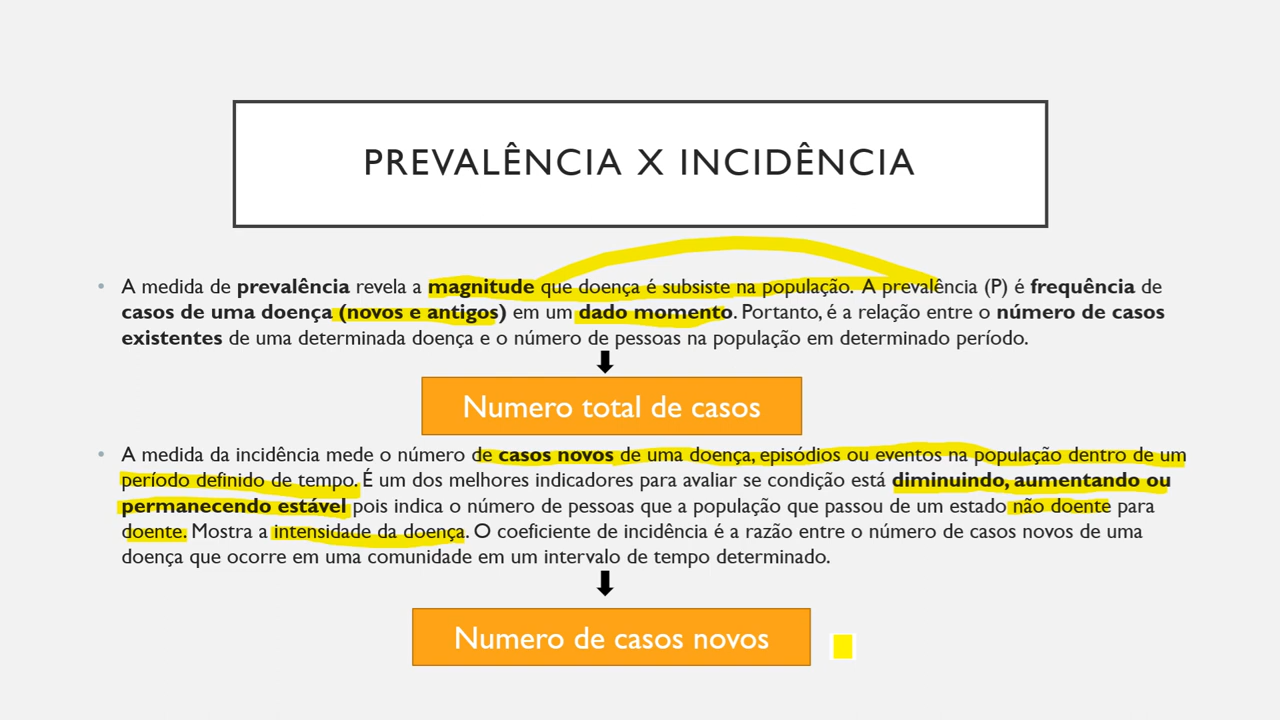 PREVALÊNCIA X INCIDÊNCIA
• A medida de prevalência revela a magnitude que doença é subsiste na população. A prevalência (P) é frequência de
casos de uma doença (novos e antigos) em um dado momento. Portanto, é a relação entre o número de casos
existentes de uma determinada doença e o número de pessoas na população em determinado período.
Numero total de casos
• A medida da incidência mede o número de casos novos de uma doença, episódios ou eventos na população dentro de um
período definido de tempo. É um dos melhores indicadores para avaliar se condição está diminuindo, aumentando ou
permanecendo estável pois indica o número de pessoas que a população que passou de um estado não doente para
doente. Mostra a intensidade da doença. O coeficiente de incidência é a razão entre o número de casos novos de uma
doença que ocorre em uma comunidade em um intervalo de tempo determinado.
Numero de casos novos